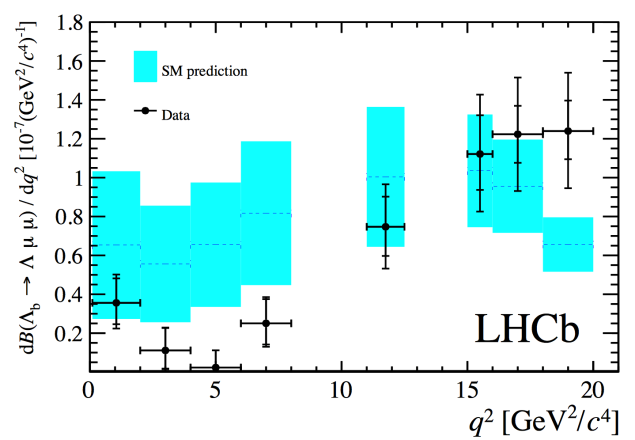 dB(Λb → Λ μ μ) / dq² [10⁻⁷(GeV²/c⁴)⁻¹]
1.8
1.6
1.4
1.2
1
0.8
0.6
0.4
0.2
SM prediction
Data
LHCb
0 5 10 15 20
q² [GeV²/c⁴]